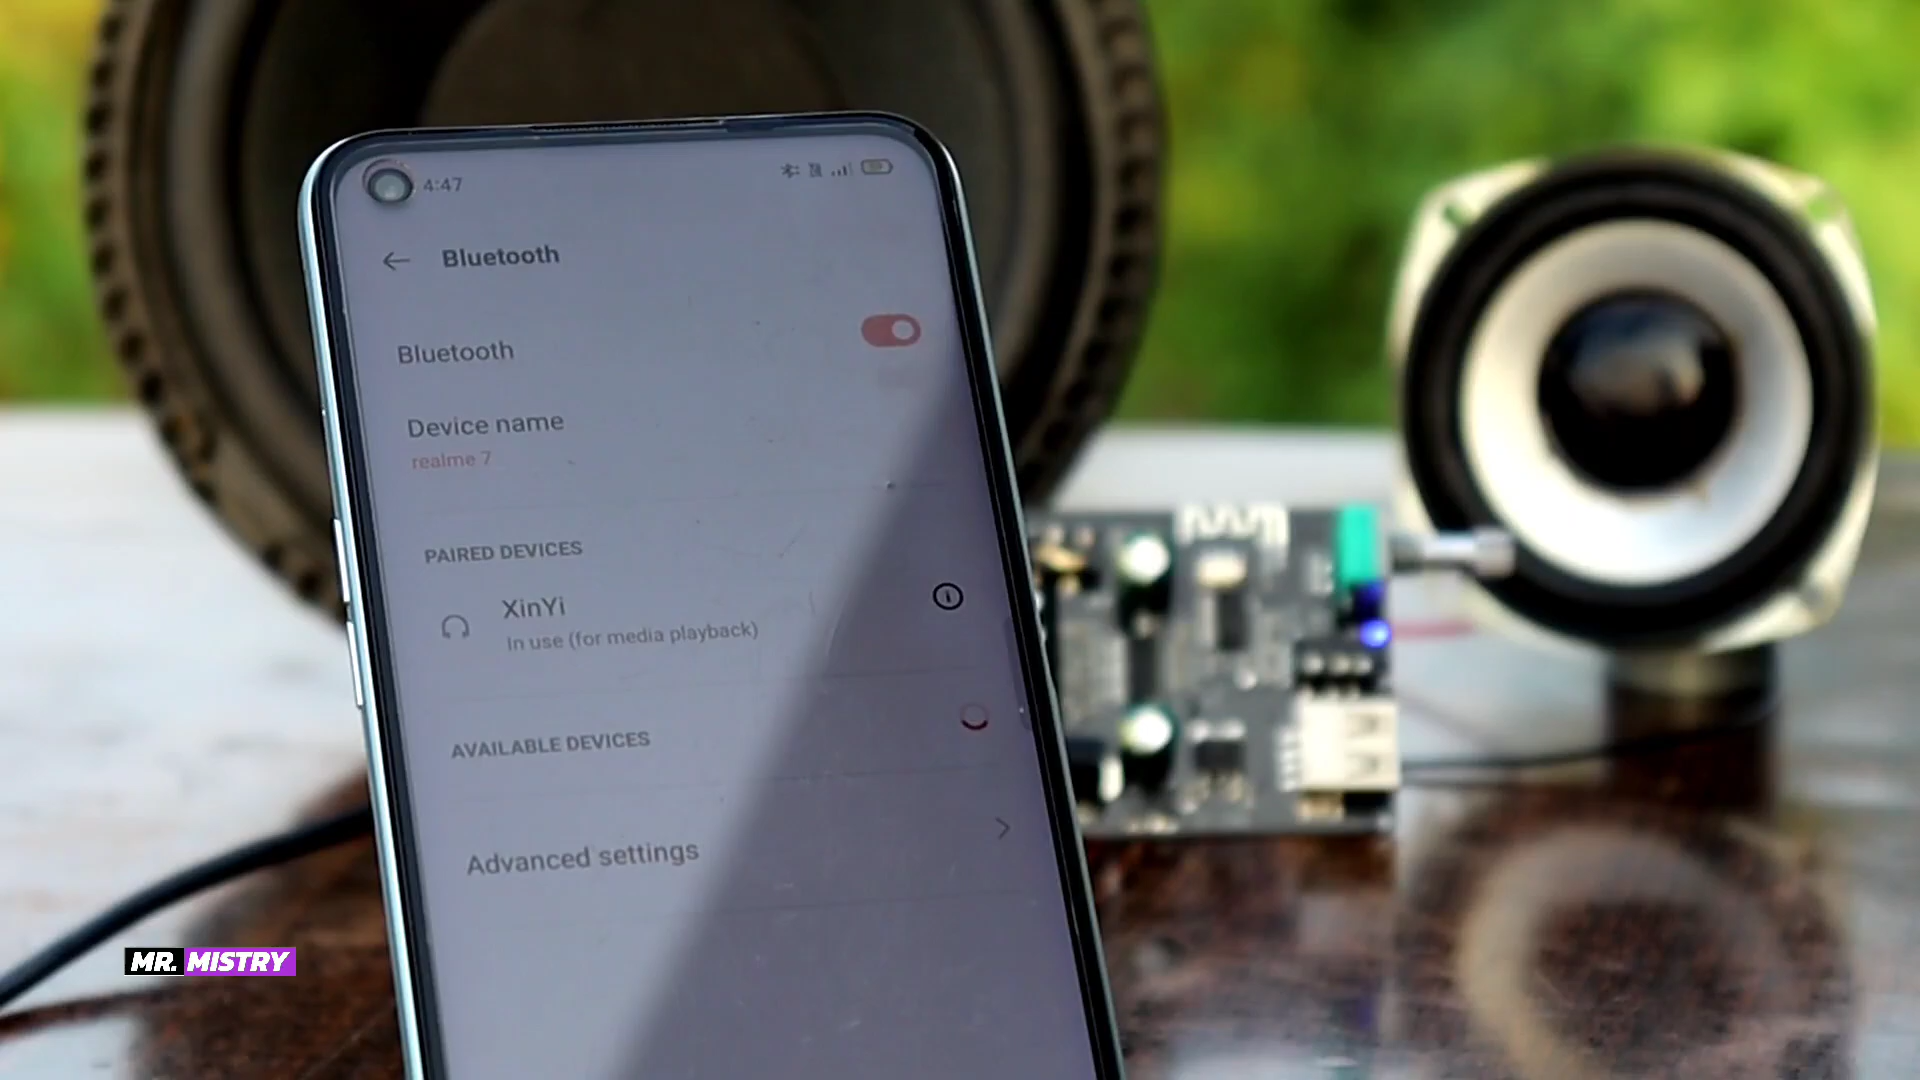 4:47
Bluetooth
Bluetooth
Device name
realme 7
PAIRED DEVICES
XinYi
In use (for media playback)
AVAILABLE DEVICES
Advanced settings
MR. MISTRY